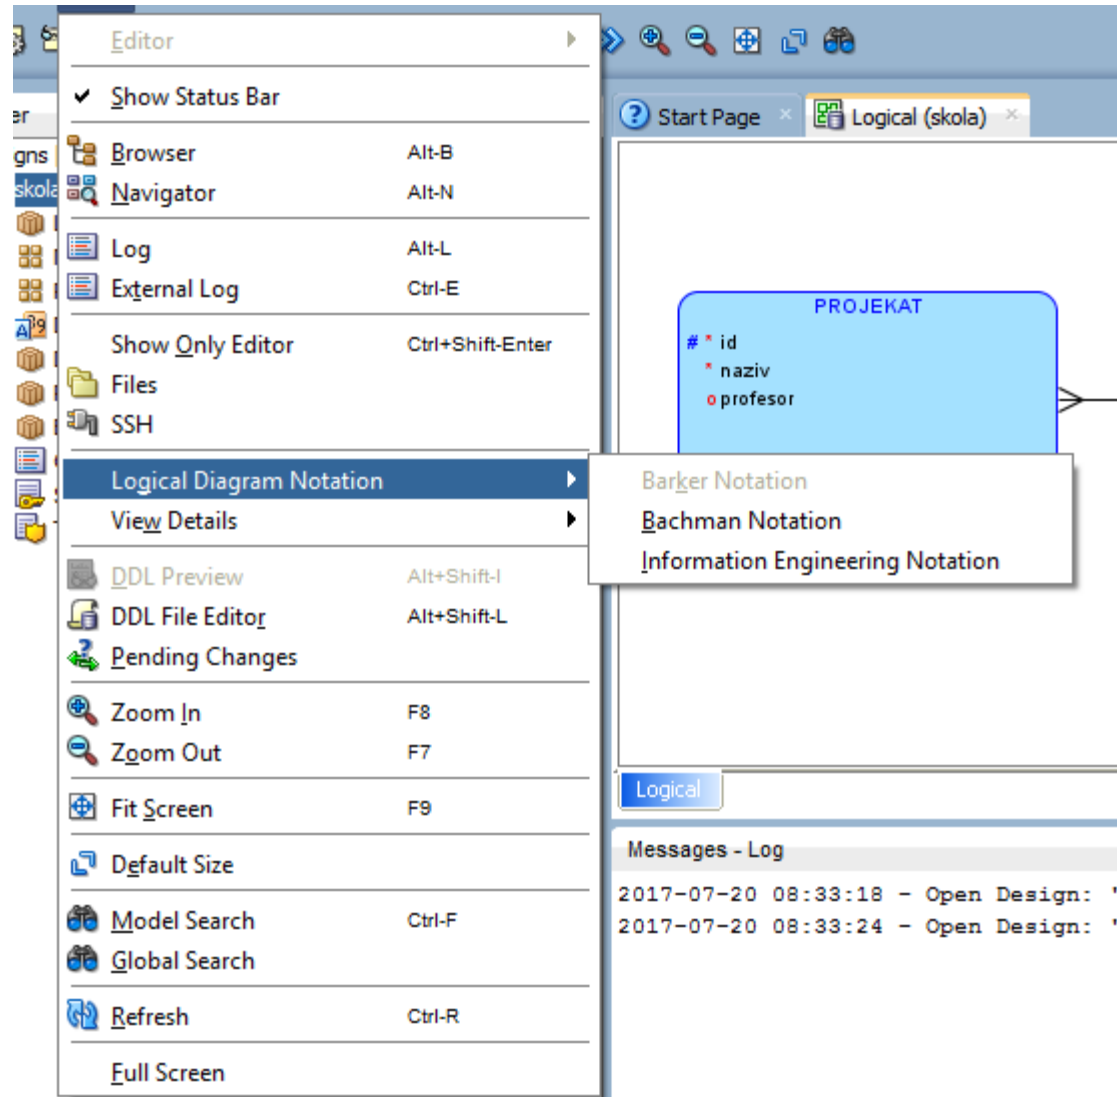 Editor
Show Status Bar
Browser Alt-B
Navigator Alt-N
Log Alt-L
External Log Ctrl-E
Show Only Editor Ctrl+Shift-Enter
Files
SSH
Logical Diagram Notation
View Details
DDL Preview Alt+Shift-I
DDL File Editor Alt+Shift-L
Pending Changes
Zoom In F8
Zoom Out F7
Fit Screen F9
Default Size
Model Search Ctrl-F
Global Search
Refresh Ctrl-R
Full Screen
Barker Notation
Bachman Notation
Information Engineering Notation
er
gns
skola
Start Page
Logical (skola)
PROJEKAT
# * id
* naziv
o profesor
Logical
Messages - Log
2017-07-20 08:33:18 - Open Design: '
2017-07-20 08:33:24 - Open Design: '